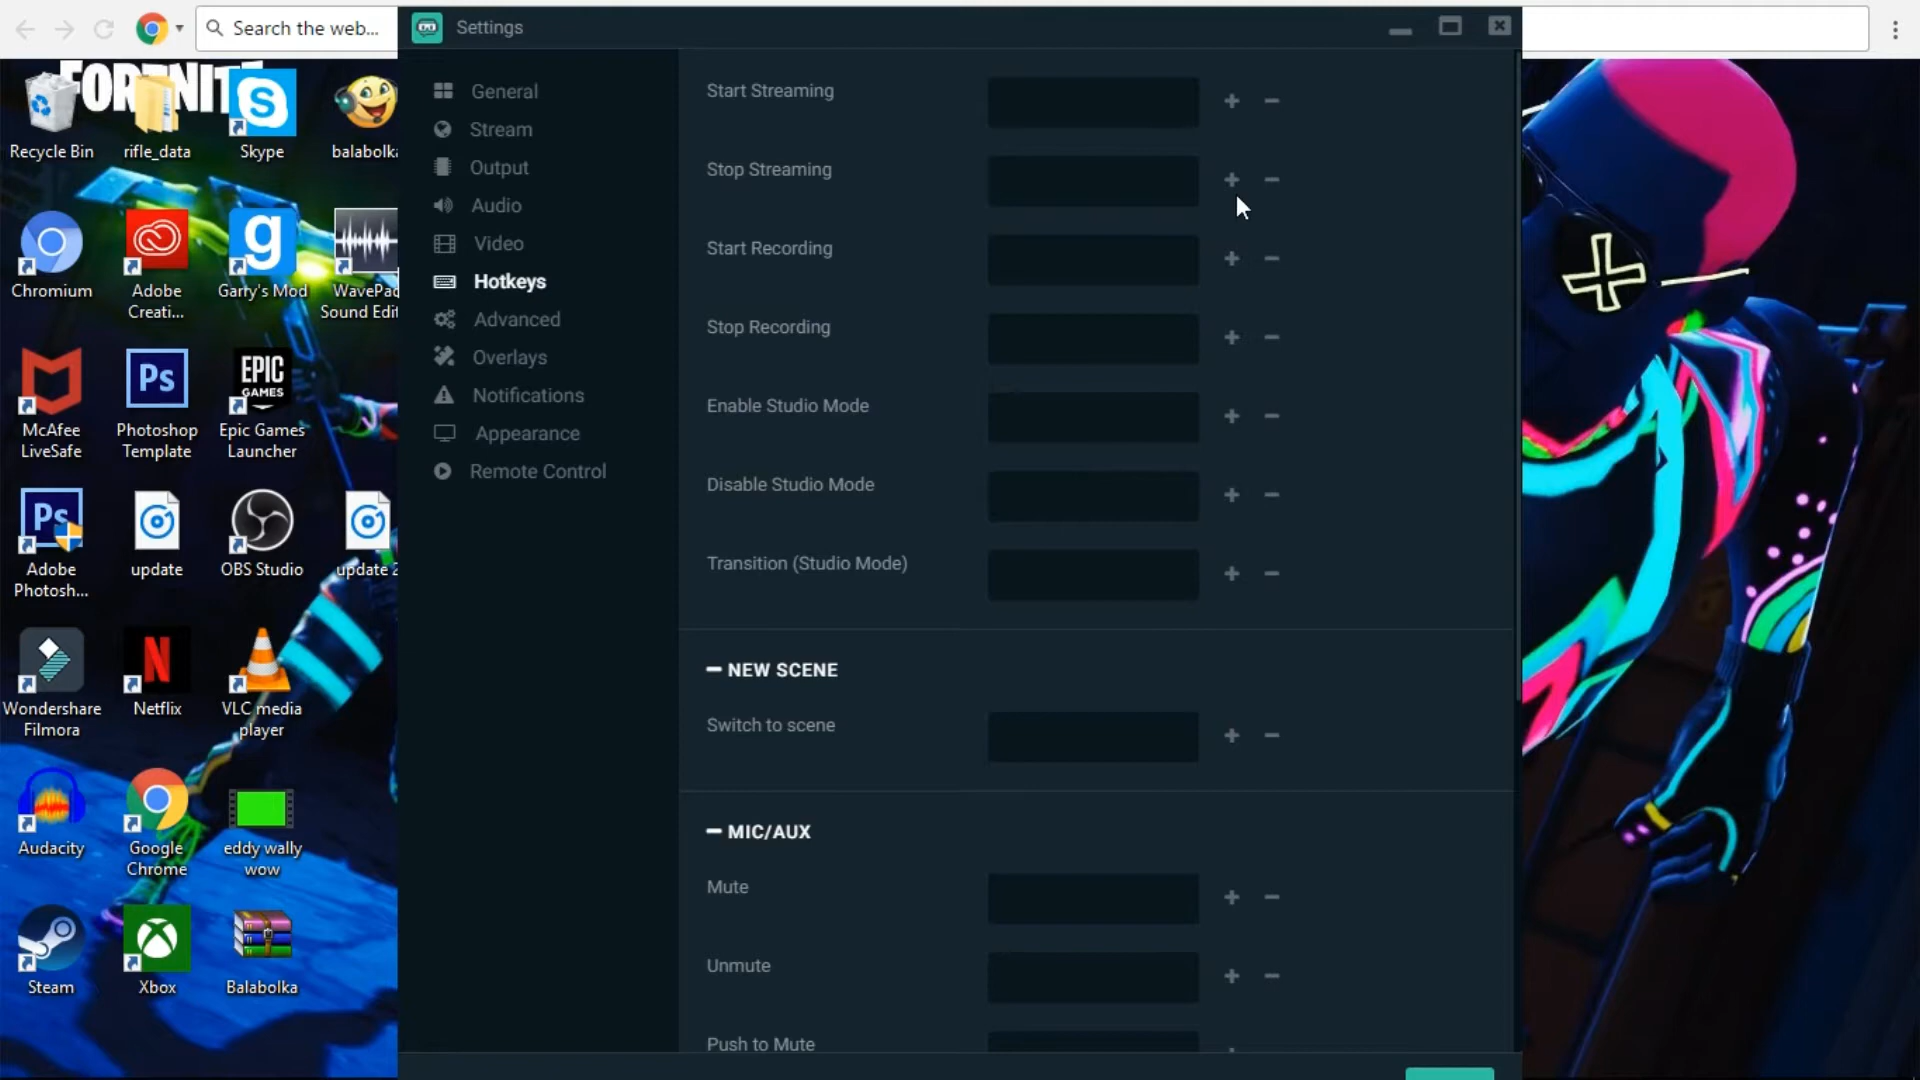 Search the web...
Settings
FORTNITE
Recycle Bin
rifle_data
Skype
balabolka
Chromium
Adobe
Creati...
Garry's Mod
WavePad
Sound Edit
McAfee
LiveSafe
Ps
Photoshop
Template
EPIC
GAMES
Epic Games
Launcher
Ps
Adobe
Photosh...
update
OBS Studio
update 2
Wondershare
Filmora
Netflix
VLC media
player
Audacity
Google
Chrome
eddy wally
wow
Steam
Xbox
Balabolka
General
Stream
Output
Audio
Video
Hotkeys
Advanced
Overlays
Notifications
Appearance
Remote Control
Start Streaming
Stop Streaming
Start Recording
Stop Recording
Enable Studio Mode
Disable Studio Mode
Transition (Studio Mode)
NEW SCENE
Switch to scene
MIC/AUX
Mute
Unmute
Push to Mute